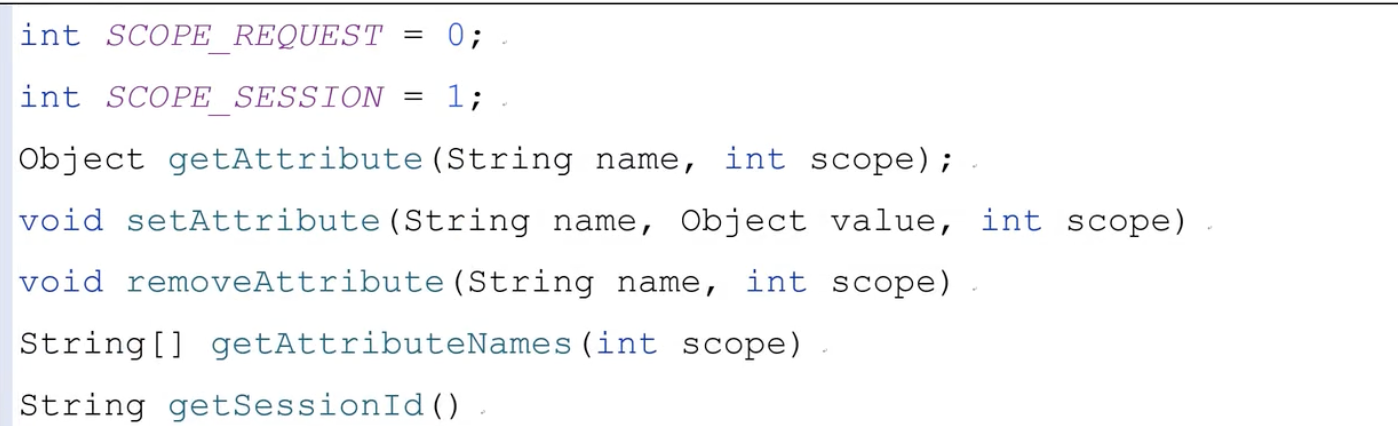 int SCOPE_REQUEST = 0;
int SCOPE_SESSION = 1;
Object getAttribute(String name, int scope);
void setAttribute(String name, Object value, int scope)
void removeAttribute(String name, int scope)
String[] getAttributeNames(int scope)
String getSessionId()